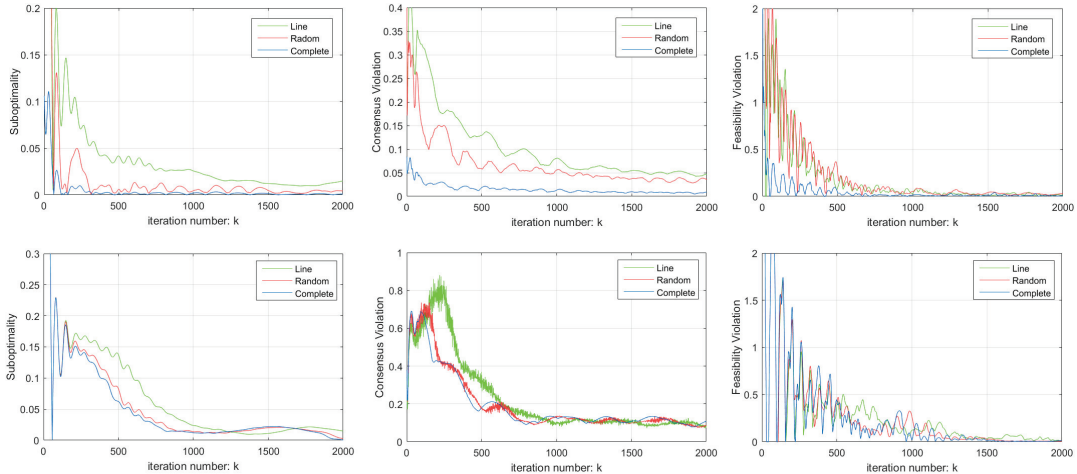 Suboptimality
0.2
0.15
0.1
0.05
0
0 500 1000 1500 2000
iteration number: k
Line
Radom
Complete
Consensus Violation
0.4
0.35
0.3
0.25
0.2
0.15
0.1
0.05
0
0 500 1000 1500 2000
iteration number: k
Line
Random
Complete
Feasibility Violation
2
1.5
1
0.5
0
0 500 1000 1500 2000
iteration number: k
Line
Random
Complete
Suboptimality
0.3
0.25
0.2
0.15
0.1
0.05
0
0 500 1000 1500 2000
iteration number: k
Line
Random
Complete
Consensus Violation
1
0.8
0.6
0.4
0.2
0
0 500 1000 1500 2000
iteration number: k
Line
Random
Complete
Feasibility Violation
2
1.5
1
0.5
0
0 500 1000 1500 2000
iteration number: k
Line
Random
Complete